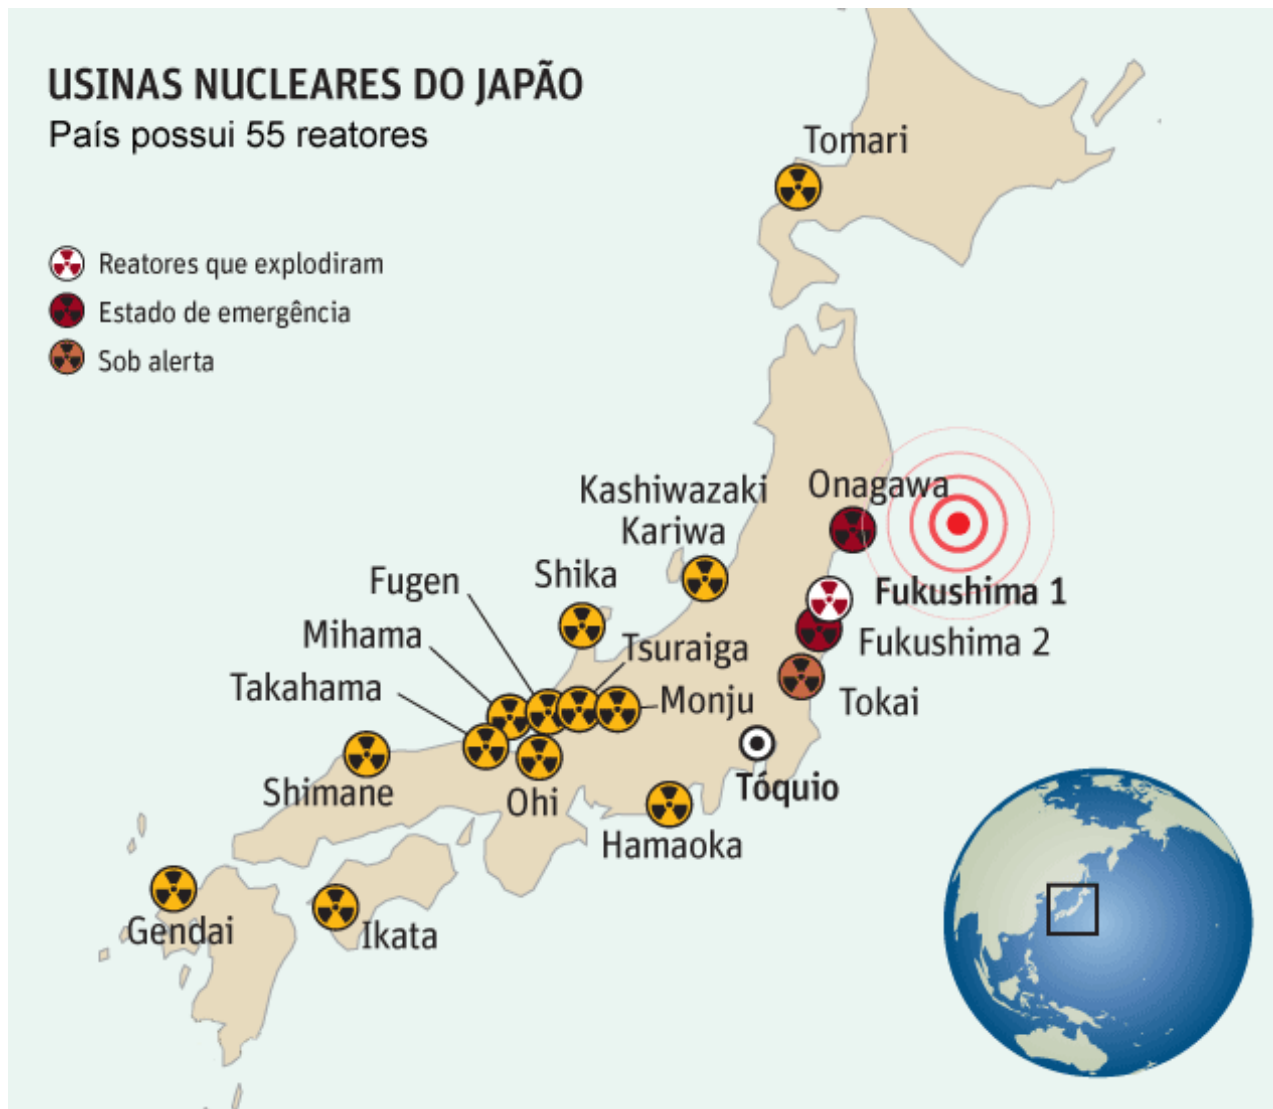 USINAS NUCLEARES DO JAPÃO
País possui 55 reatores
Reatores que explodiram
Estado de emergência
Sob alerta
Tomari
Kashiwazaki
Kariwa
Onagawa
Shika
Fugen
Mihama
Takahama
Tsuraiga
Monju
Fukushima 1
Fukushima 2
Tokai
Tóquio
Shimane
Ohi
Hamaoka
Gendai
Ikata